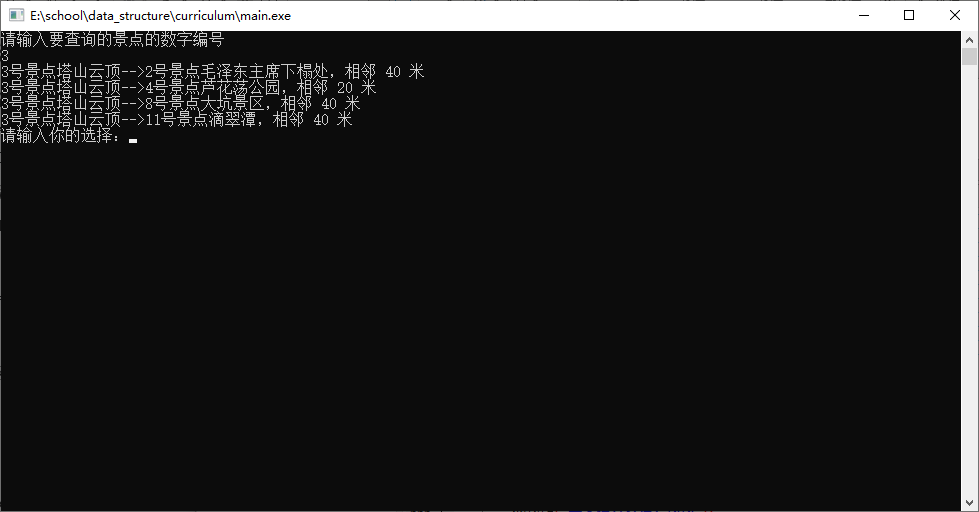 E:\school\data_structure\curriculum\main.exe
请输入要查询的景点的数字编号
3
3号景点塔山云顶-->2号景点毛泽东主席下榻处，相邻 40 米
3号景点塔山云顶-->4号景点芦花荡公园，相邻 20 米
3号景点塔山云顶-->8号景点大坑景区，相邻 40 米
3号景点塔山云顶-->11号景点滴翠潭，相邻 40 米
请输入你的选择：